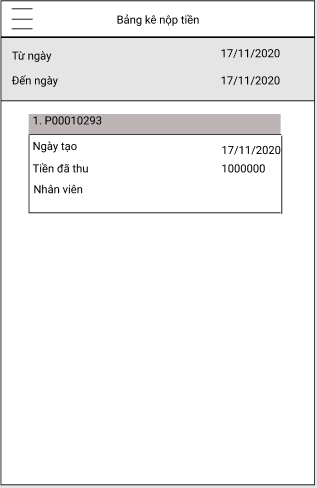 Bảng kê nộp tiền
Từ ngày 17/11/2020
Đến ngày 17/11/2020
1. P00010293
Ngày tạo 17/11/2020
Tiền đã thu 1000000
Nhân viên